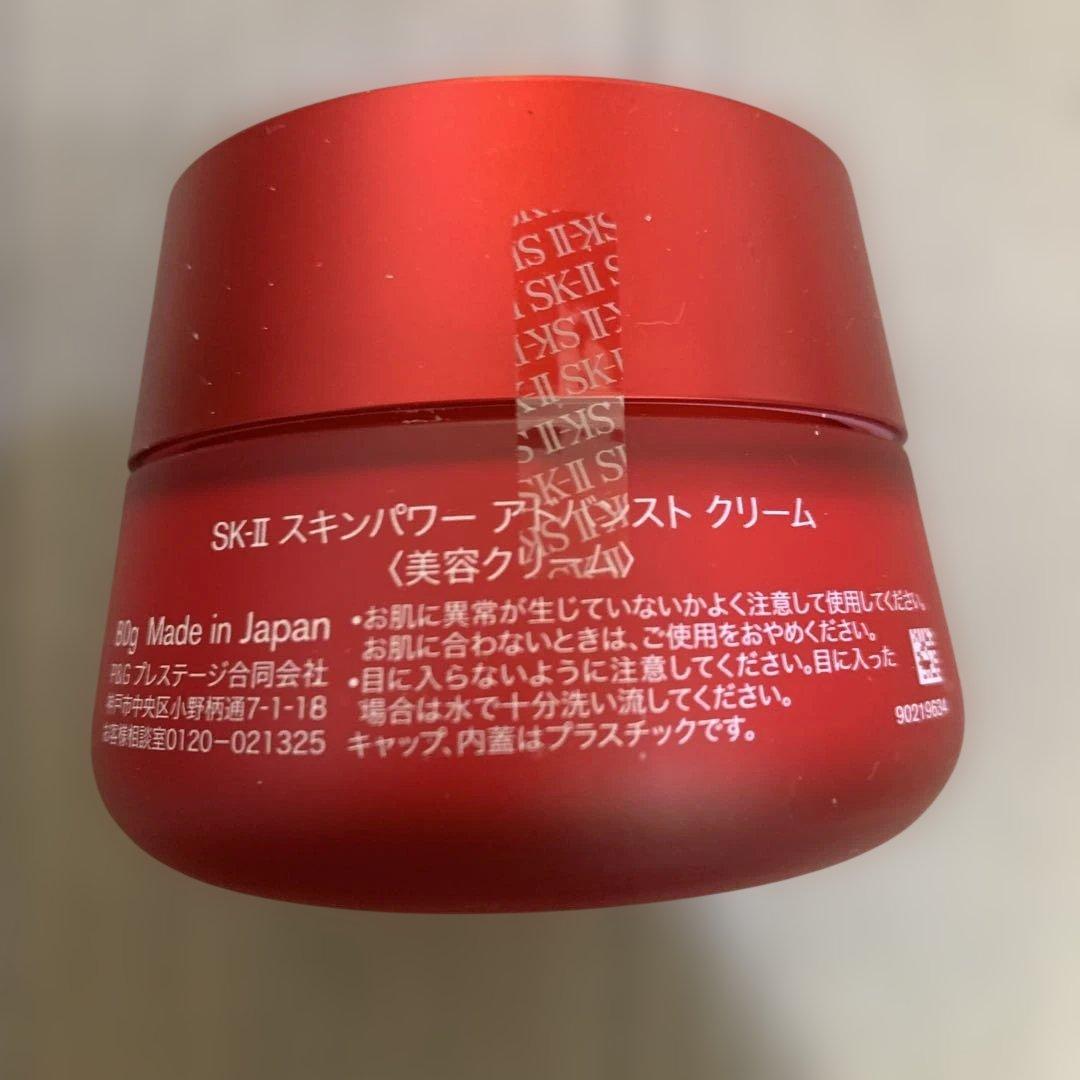 SK-II
SK-II スキンパワー アドバンスト クリーム
〈美容クリーム〉
80g Made in Japan
P&G プレステージ合同会社
神戸市中央区小野柄通7-1-18
お客様相談室0120-021325
•お肌に異常が生じていないかよく注意して使用してください。
お肌に合わないときは、ご使用をおやめください。
•目に入らないように注意してください。目に入った
場合は水で十分洗い流してください。
キャップ、内蓋はプラスチックです。
90219634